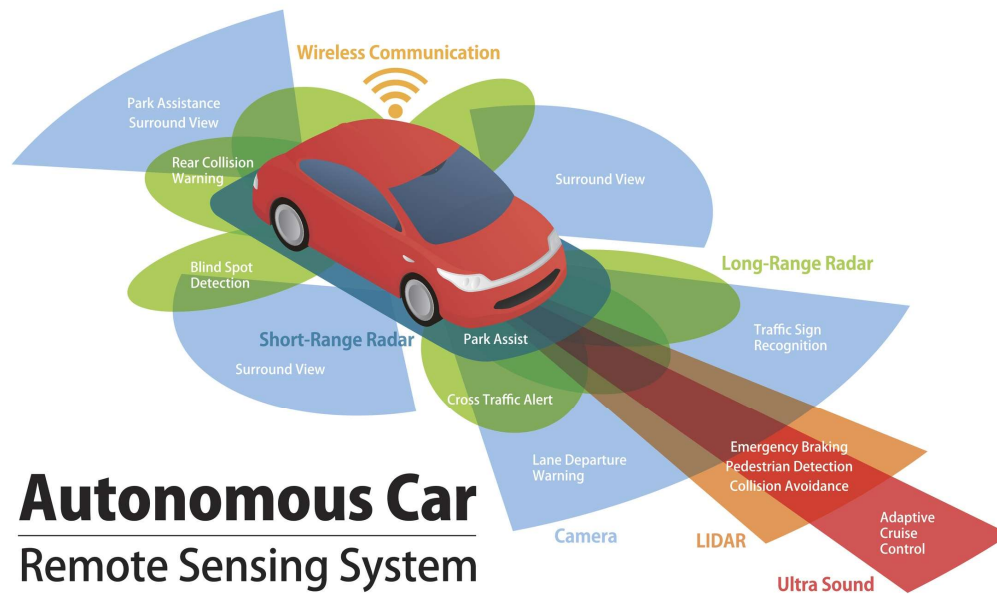 Wireless Communication
Park Assistance
Surround View
Rear Collision
Warning
Surround View
Blind Spot
Detection
Long-Range Radar
Short-Range Radar
Park Assist
Traffic Sign
Recognition
Surround View
Cross Traffic Alert
Emergency Braking
Pedestrian Detection
Collision Avoidance
Lane Departure
Warning
Adaptive
Cruise
Control
Camera
LIDAR
Ultra Sound
Autonomous Car
Remote Sensing System